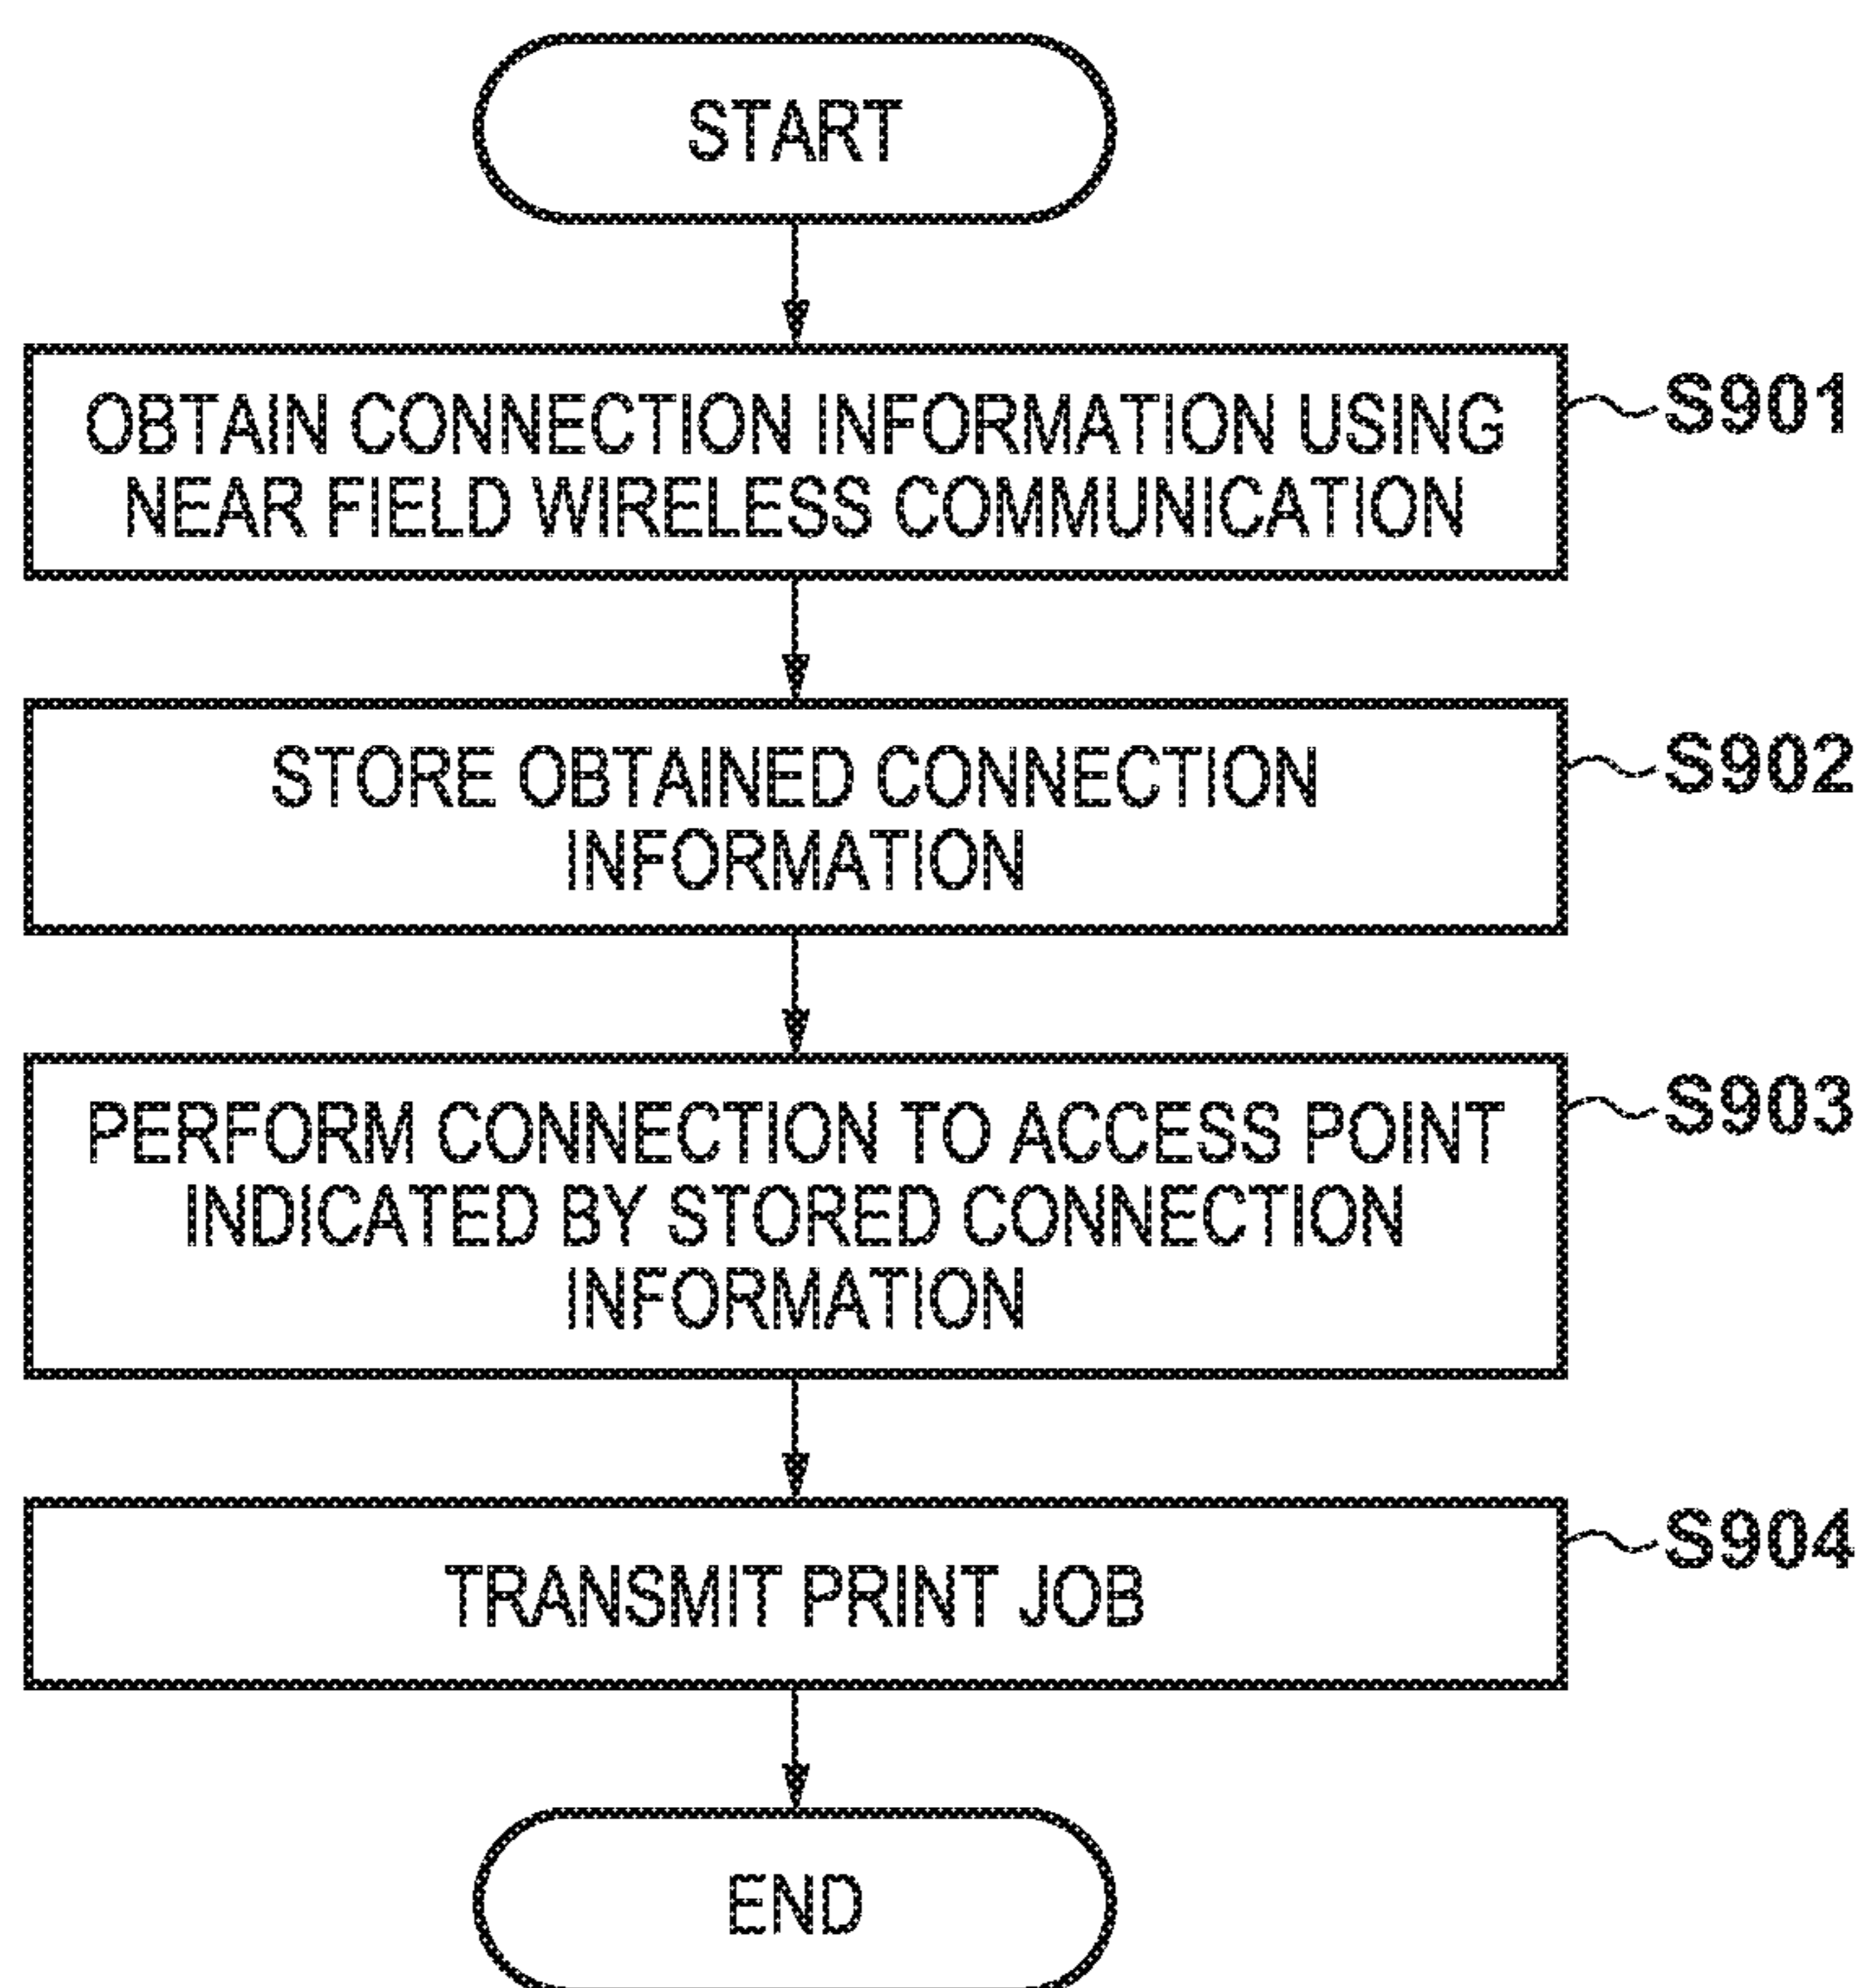 START
OBTAIN CONNECTION INFORMATION USING
S901
NEAR FIELD WIRELESS COMMUNICATION
STORE OBTAINED CONNECTION
S902
INFORMATION
PERFORM CONNECTION TO ACCESS POINT
S903
INDICATED BY STORED CONNECTION
INFORMATION
TRANSMIT PRINT JOB
S904
END